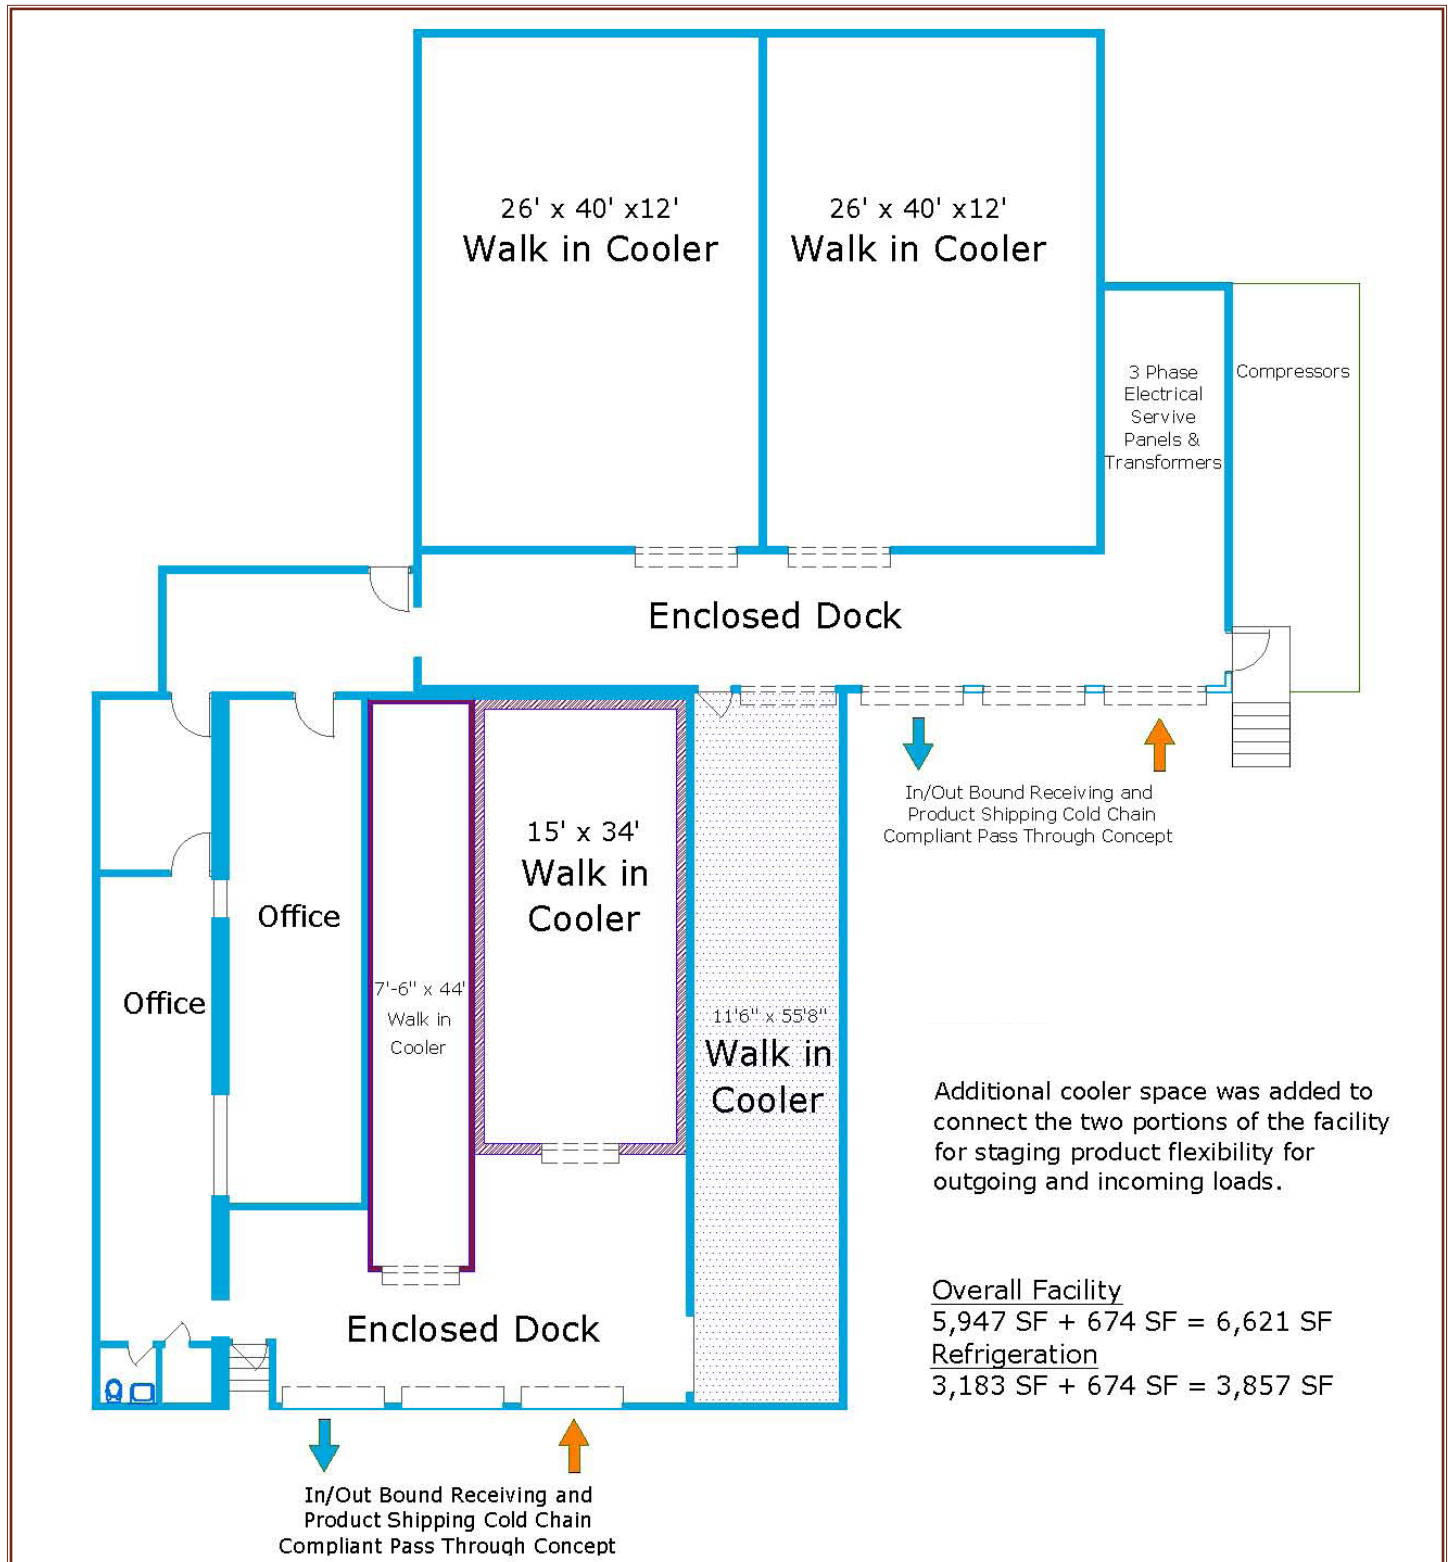 26' x 40' x12'
Walk in Cooler
26' x 40' x12'
Walk in Cooler
3 Phase
Electrical
Servive
Panels &
Transformers
Compressors
Enclosed Dock
In/Out Bound Receiving and
Product Shipping Cold Chain
Compliant Pass Through Concept
15' x 34'
Walk in
Cooler
Office
Office
7'-6" x 44'
Walk in
Cooler
11'6" x 55'8"
Walk in
Cooler
Additional cooler space was added to
connect the two portions of the facility
for staging product flexibility for
outgoing and incoming loads.
Overall Facility
5,947 SF + 674 SF = 6,621 SF
Refrigeration
3,183 SF + 674 SF = 3,857 SF
Enclosed Dock
In/Out Bound Receiving and
Product Shipping Cold Chain
Compliant Pass Through Concept